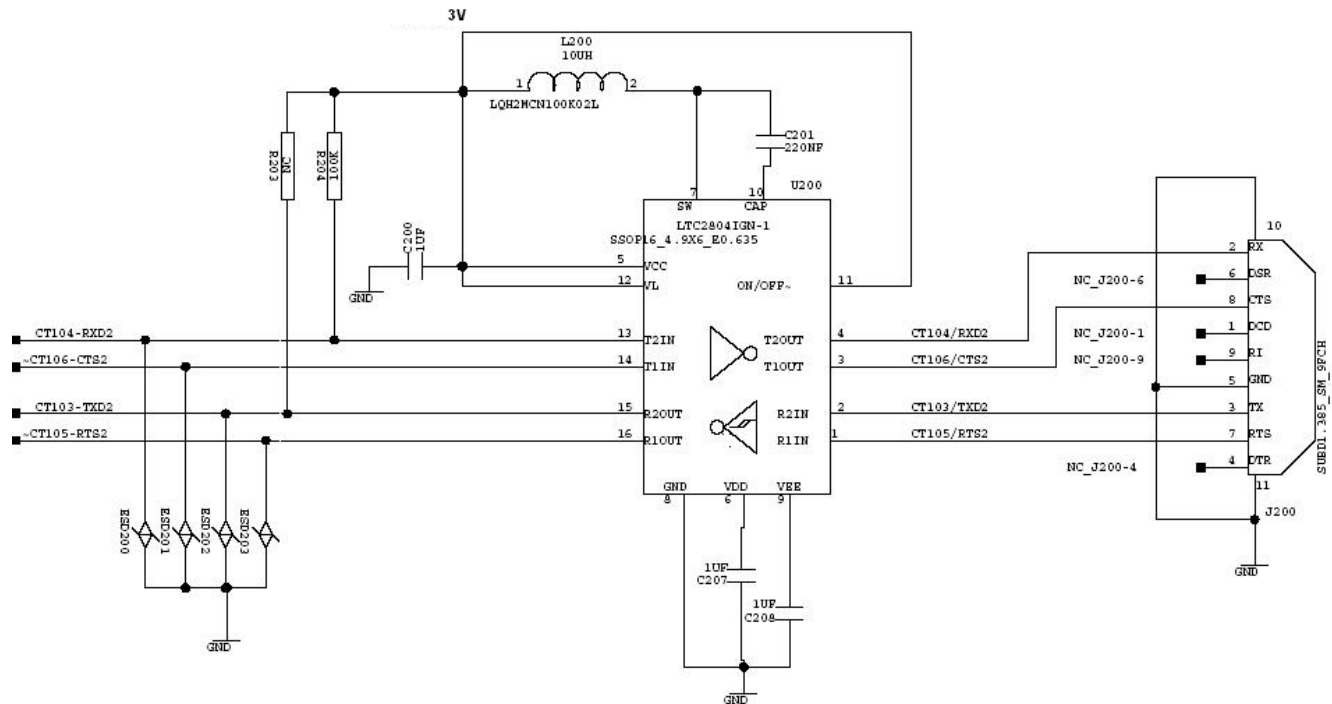 3V
L200
10UH
1
2
LQH2MCN100K02L
C201
220NF
R203
NC
R204
100K
C200
1UF
GND
U200
7
10
SW
CAP
LTC2804IGN-1
SSOP16_4.9X6_E0.635
5
VCC
12
VL
ON/OFF~
11
CT104-RXD2
13
T2IN
T2OUT
4
CT104/RXD2
~CT106-CTS2
14
T1IN
T1OUT
3
CT106/CTS2
CT103-TXD2
15
R2OUT
R2IN
2
CT103/TXD2
~CT105-RTS2
16
R1OUT
R1IN
1
CT105/RTS2
GND
VDD
VEE
8
6
9
ESD200
ESD201
ESD202
ESD203
GND
1UF
C207
1UF
C208
GND
10
2
RX
NC_J200-6
6
DSR
8
CTS
NC_J200-1
1
DCD
NC_J200-9
9
RI
5
GND
3
TX
7
RTS
NC_J200-4
4
DTR
11
J200
SUBD1.385_SM_9FCH
GND